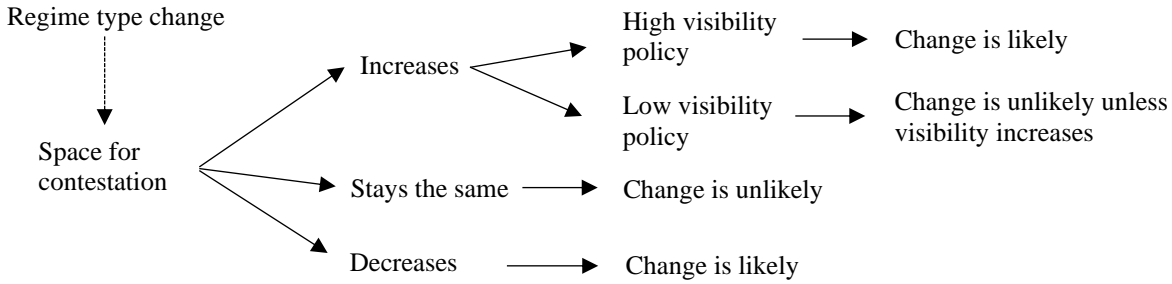 Regime type change
High visibility
policy
Change is likely
Increases
Low visibility
policy
Change is unlikely unless
visibility increases
Space for
contestation
Stays the same
Change is unlikely
Decreases
Change is likely